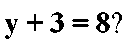 y + 3 = 8?